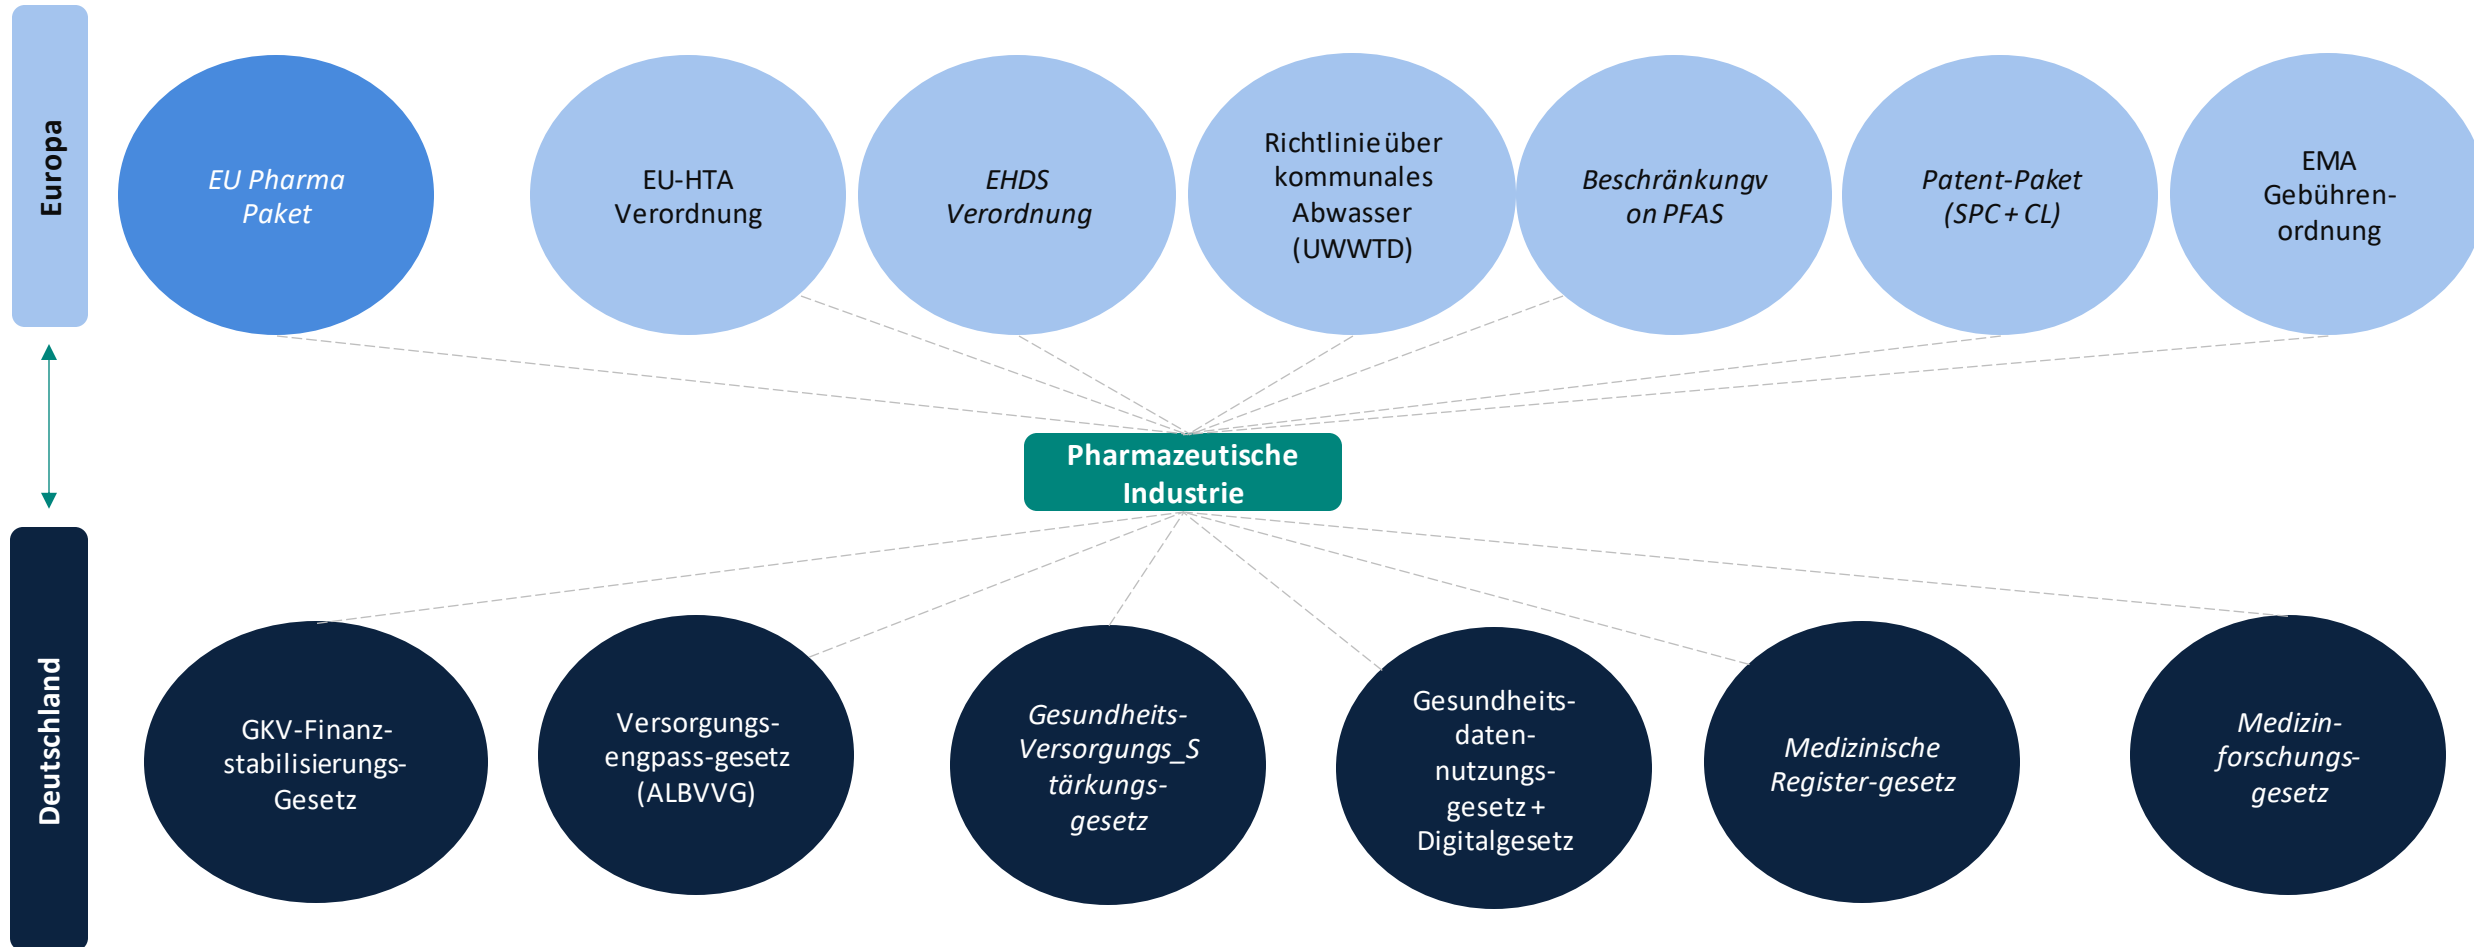 Europa
EU Pharma
Paket
EU-HTA
Verordnung
EHDS
Verordnung
Richtlinie über
kommunales
Abwasser
(UWWTD)
Beschränkungv
on PFAS
Patent-Paket
(SPC + CL)
EMA
Gebühren-
ordnung
Pharmazeutische
Industrie
Deutschland
GKV-Finanz-
stabilisierungs-
Gesetz
Versorgungs-
engpass-gesetz
(ALBVVG)
Gesundheits-
Versorgungs_S
tärkungs-
gesetz
Gesundheits-
daten-
nutzungs-
gesetz +
Digitalgesetz
Medizinische
Register-gesetz
Medizin-
forschungs-
gesetz